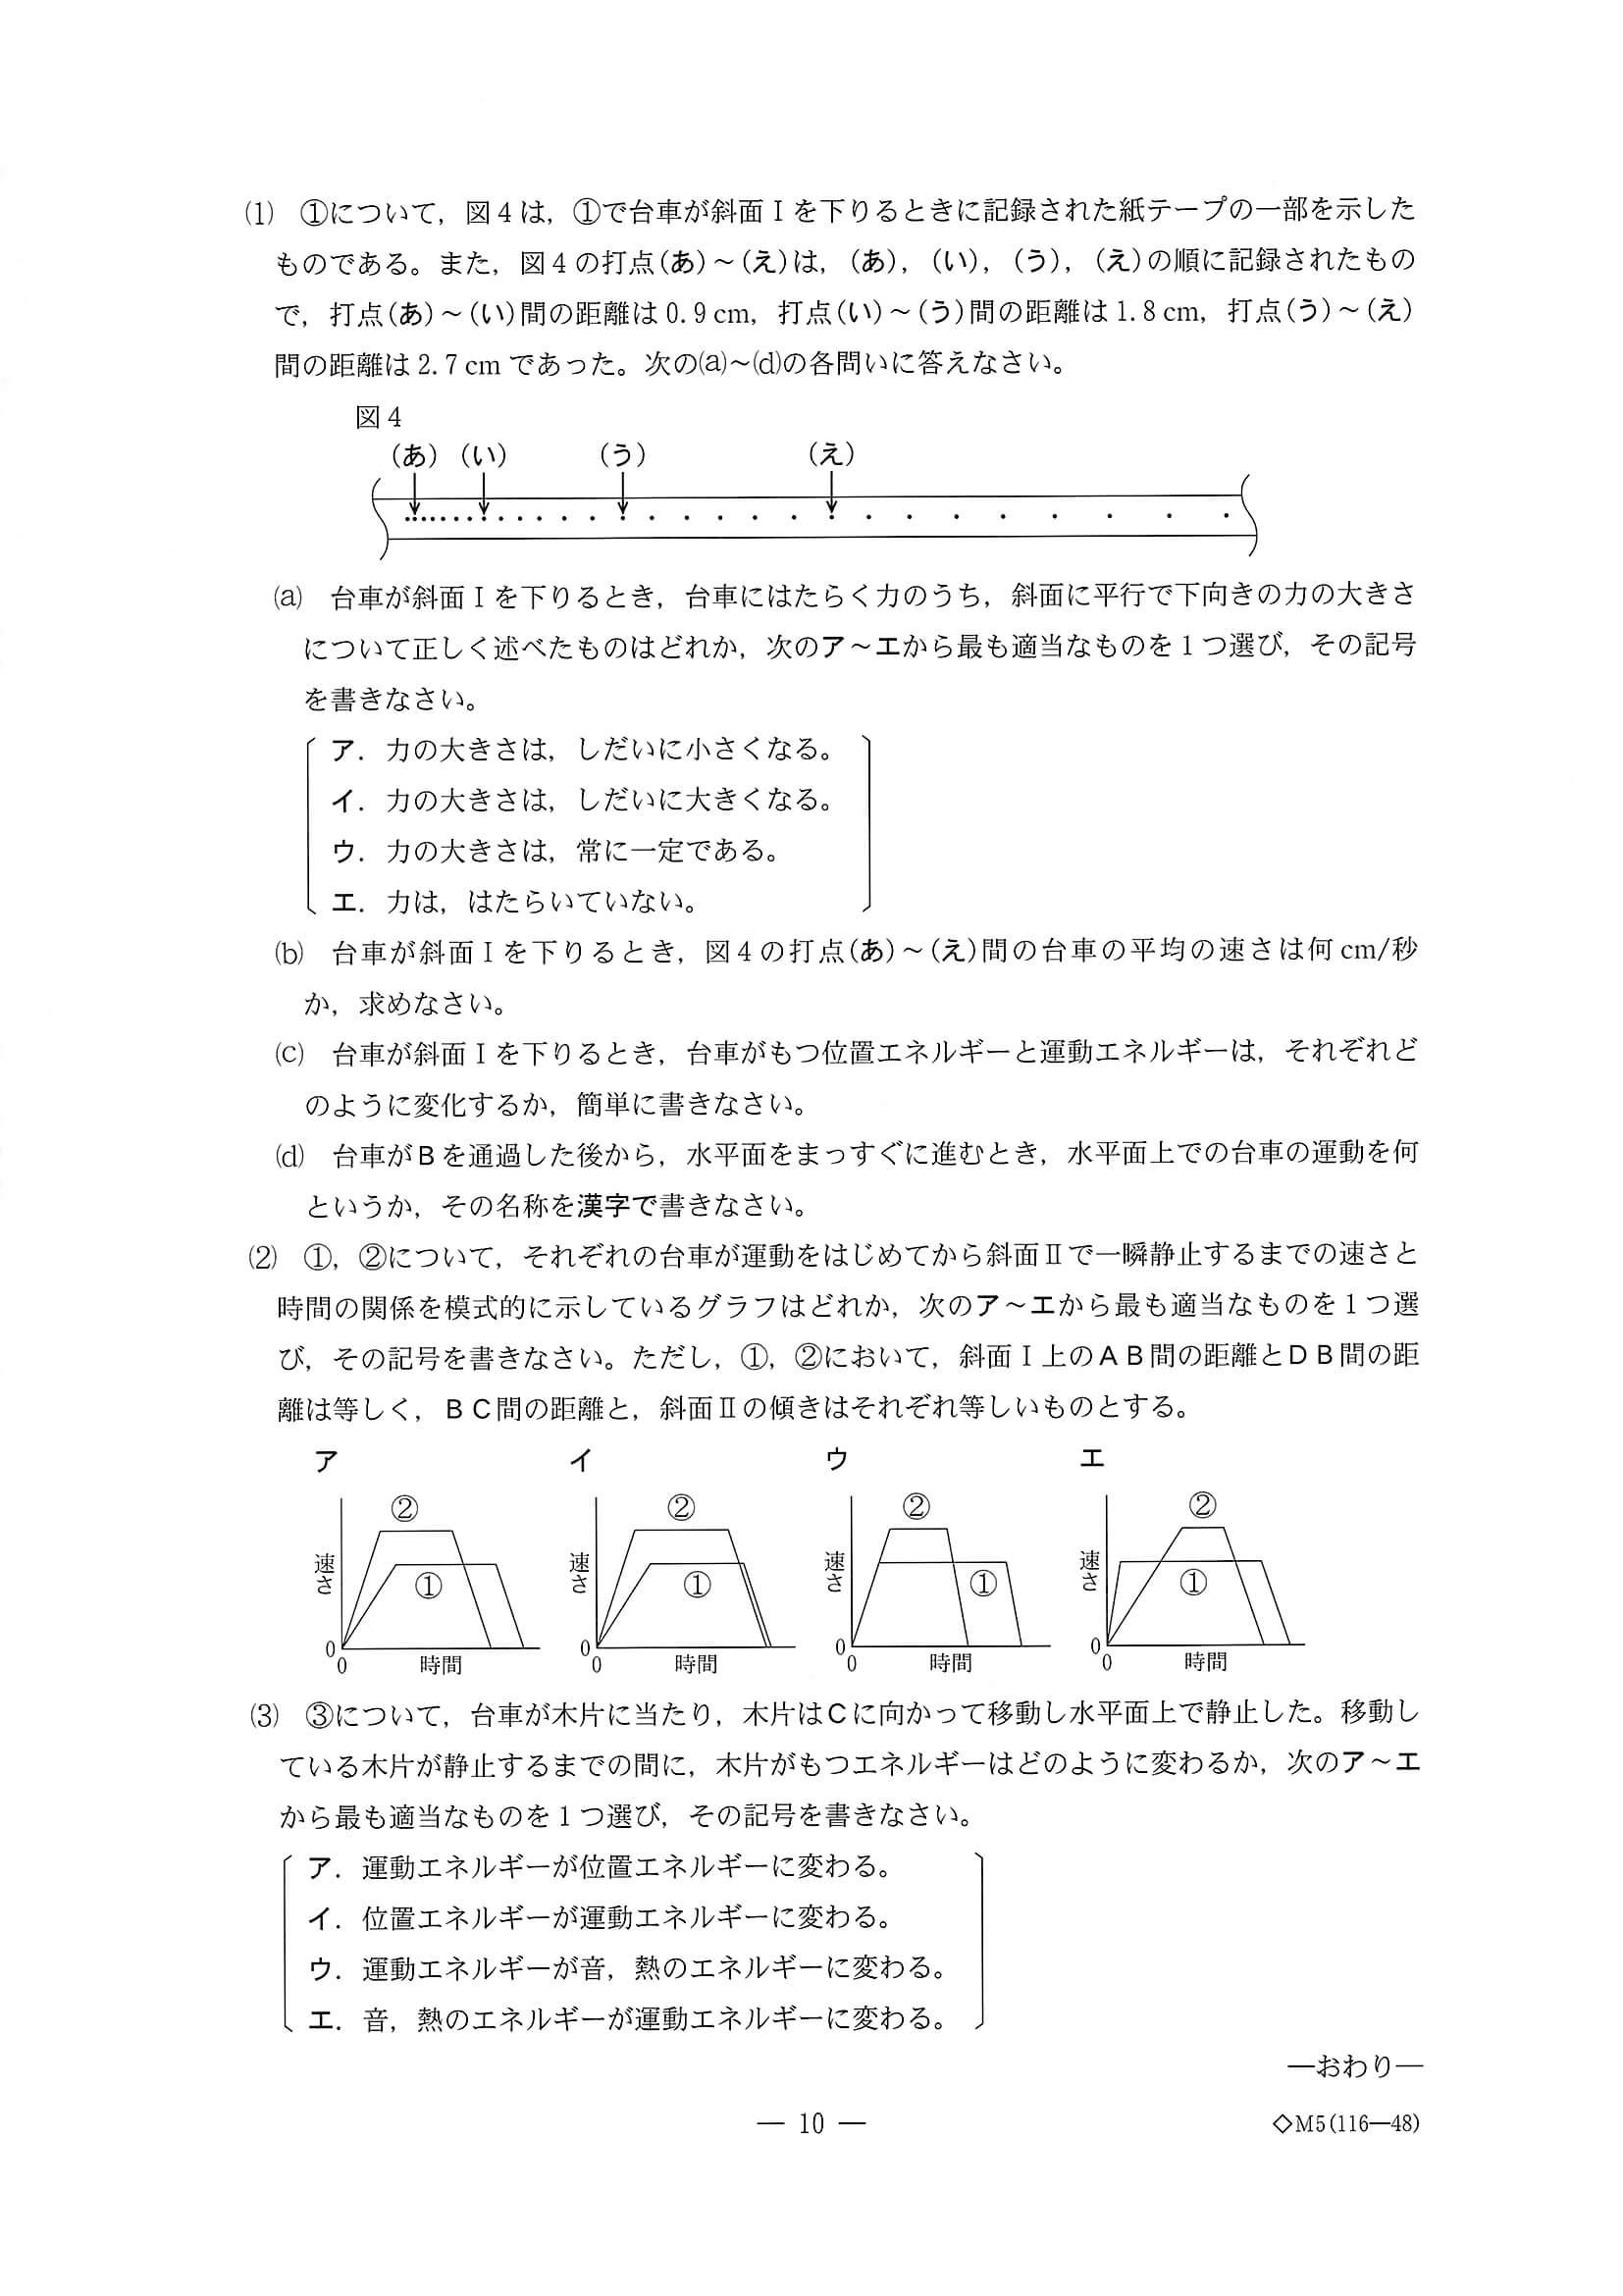 (1) ①について，図4は，①で台車が斜面Ⅰを下りるときに記録された紙テープの一部を示した
ものである。また，図4の打点(あ)～(え)は，(あ)，(い)，(う)，(え)の順に記録されたもの
で，打点(あ)～(い)間の距離は0.9 cm，打点(い)～(う)間の距離は1.8 cm，打点(う)～(え)
間の距離は2.7 cmであった。次の(a)～(d)の各問いに答えなさい。
図4
(あ) (い) (う) (え)
(a) 台車が斜面Ⅰを下りるとき，台車にはたらく力のうち，斜面に平行で下向きの力の大きさ
について正しく述べたものはどれか，次のア～エから最も適当なものを1つ選び，その記号
を書きなさい。
ア．力の大きさは，しだいに小さくなる。
イ．力の大きさは，しだいに大きくなる。
ウ．力の大きさは，常に一定である。
エ．力は，はたらいていない。
(b) 台車が斜面Ⅰを下りるとき，図4の打点(あ)～(え)間の台車の平均の速さは何cm/秒
か，求めなさい。
(c) 台車が斜面Ⅰを下りるとき，台車がもつ位置エネルギーと運動エネルギーは，それぞれど
のように変化するか，簡単に書きなさい。
(d) 台車がBを通過した後から，水平面をまっすぐに進むとき，水平面上での台車の運動を何
というか，その名称を漢字で書きなさい。
(2) ①，②について，それぞれの台車が運動をはじめてから斜面Ⅱで一瞬静止するまでの速さと
時間の関係を模式的に示しているグラフはどれか，次のア～エから最も適当なものを1つ選
び，その記号を書きなさい。ただし，①，②において，斜面Ⅰ上のAB間の距離とDB間の距
離は等しく，BC間の距離と，斜面Ⅱの傾きはそれぞれ等しいものとする。
ア イ ウ エ
② ② ② ②
速さ ① 速さ ① 速さ ① 速さ ①
0 0 0 0
0 時間 0 時間 0 時間 0 時間
(3) ③について，台車が木片に当たり，木片はCに向かって移動し水平面上で静止した。移動し
ている木片が静止するまでの間に，木片がもつエネルギーはどのように変わるか，次のア～エ
から最も適当なものを1つ選び，その記号を書きなさい。
ア．運動エネルギーが位置エネルギーに変わる。
イ．位置エネルギーが運動エネルギーに変わる。
ウ．運動エネルギーが音，熱のエネルギーに変わる。
エ．音，熱のエネルギーが運動エネルギーに変わる。
―おわり―
― 10 ―
◇M5(116―48)